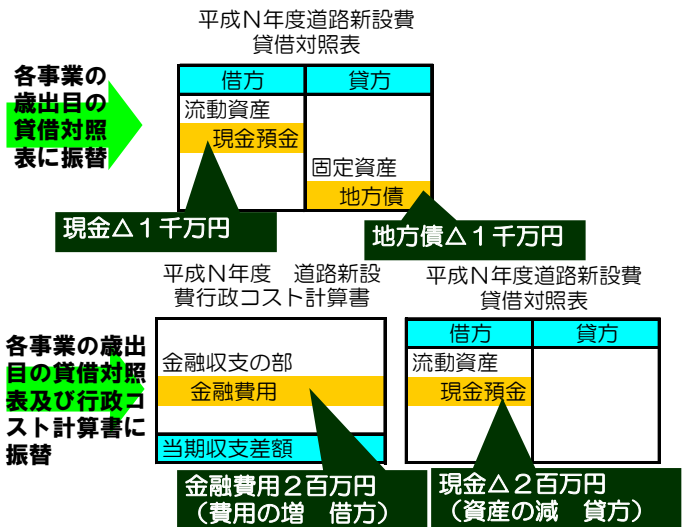 平成Ｎ年度道路新設費
貸借対照表
各事業の
歳出目の
貸借対照
表に振替
借方
貸方
流動資産
現金預金
固定資産
地方債
現金△１千万円
地方債△１千万円
平成Ｎ年度　道路新設
費行政コスト計算書
平成Ｎ年度道路新設費
貸借対照表
各事業の歳出
目の貸借対照
表及び行政コ
スト計算書に
振替
金融収支の部
金融費用
当期収支差額
借方
貸方
流動資産
現金預金
金融費用２百万円
（費用の増　借方）
現金△２百万円
（資産の減　貸方）